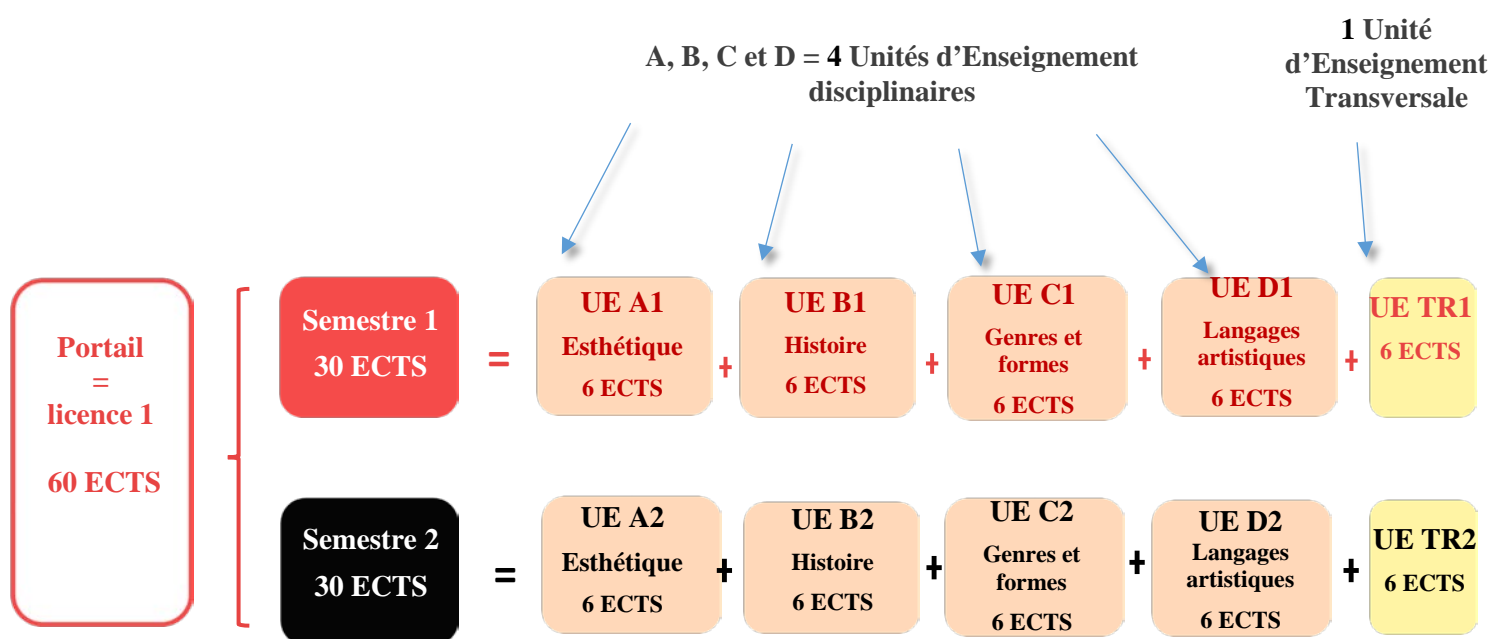 A, B, C et D = 4 Unités d’Enseignement
disciplinaires
1 Unité
d’Enseignement
Transversale
Portail
=
licence 1
60 ECTS
Semestre 1
30 ECTS
=
UE A1
Esthétique
6 ECTS
+
UE B1
Histoire
6 ECTS
+
UE C1
Genres et
formes
6 ECTS
+
UE D1
Langages
artistiques
6 ECTS
+
UE TR1
6 ECTS
Semestre 2
30 ECTS
=
UE A2
Esthétique
6 ECTS
+
UE B2
Histoire
6 ECTS
+
UE C2
Genres et
formes
6 ECTS
+
UE D2
Langages
artistiques
6 ECTS
+
UE TR2
6 ECTS